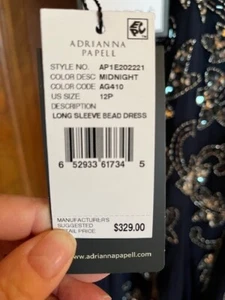 ADRIANNA
PAPELL
STYLE NO. AP1E202221
COLOR DESC MIDNIGHT
COLOR CODE AG410
US SIZE: 12P
DESCRIPTION
LONG SLEEVE BEAD DRESS
6 52933 61734 5
MANUFACTURERS
SUGGESTED
RETAIL PRICE $329.00
www.adriannapapell.com